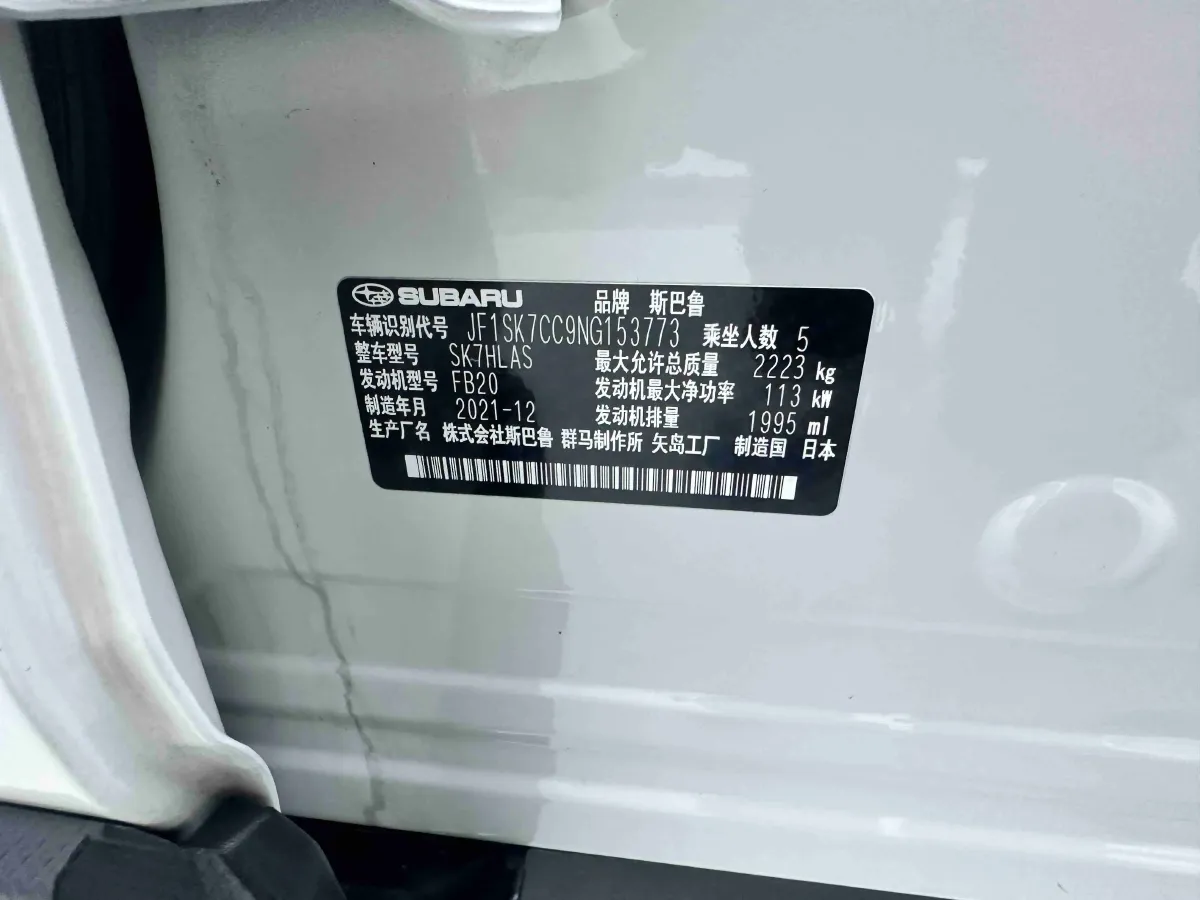 SUBARU 品牌 斯巴鲁
车辆识别代号 JF1SK7CC9NG153773 乘坐人数 5
整车型号 SK7HLAS 最大允许总质量 2223 kg
发动机型号 FB20 发动机最大净功率 113 kW
制造年月 2021-12 发动机排量 1995 ml
生产厂名 株式会社斯巴鲁 群马制作所 矢岛工厂 制造国 日本